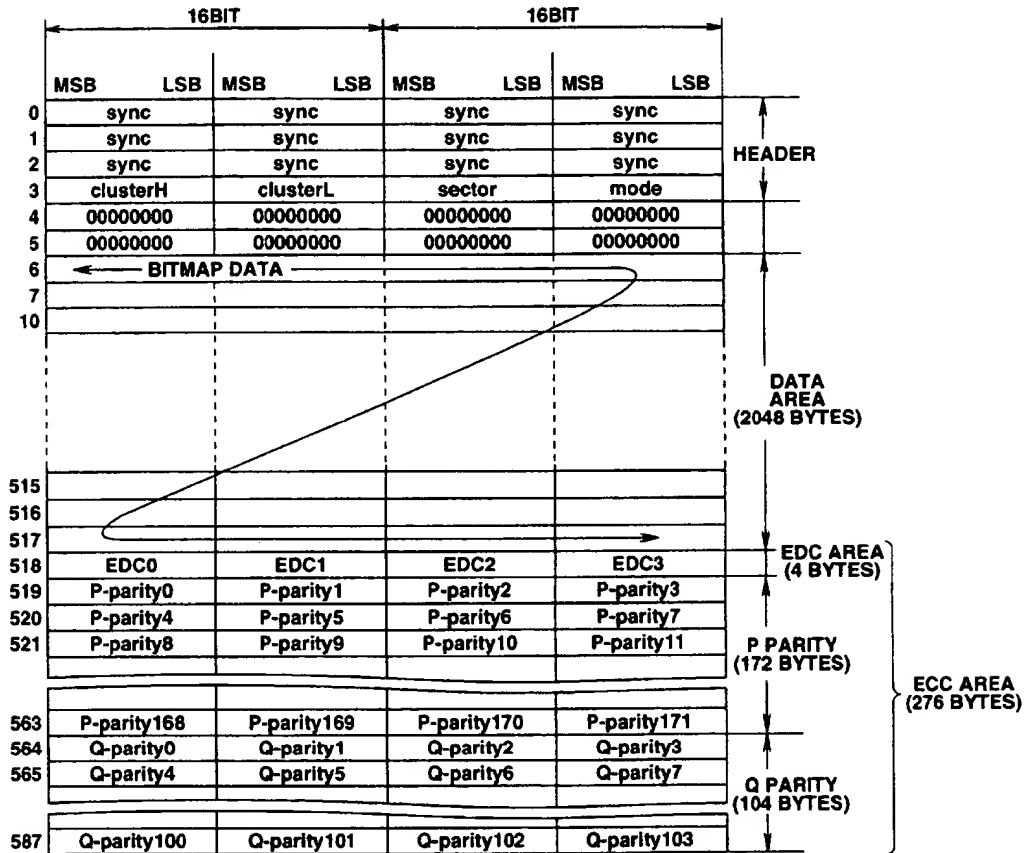 16BIT 16BIT
MSB LSB MSB LSB MSB LSB MSB LSB
0 sync sync sync sync
1 sync sync sync sync
2 sync sync sync sync
HEADER
3 clusterH clusterL sector mode
4 00000000 00000000 00000000 00000000
5 00000000 00000000 00000000 00000000
6 BITMAP DATA
7
10
DATA
AREA
(2048 BYTES)
515
516
517
518 EDC0 EDC1 EDC2 EDC3
EDC AREA
(4 BYTES)
519 P-parity0 P-parity1 P-parity2 P-parity3
520 P-parity4 P-parity5 P-parity6 P-parity7
521 P-parity8 P-parity9 P-parity10 P-parity11
P PARITY
(172 BYTES)
ECC AREA
(276 BYTES)
563 P-parity168 P-parity169 P-parity170 P-parity171
564 Q-parity0 Q-parity1 Q-parity2 Q-parity3
565 Q-parity4 Q-parity5 Q-parity6 Q-parity7
Q PARITY
(104 BYTES)
587 Q-parity100 Q-parity101 Q-parity102 Q-parity103